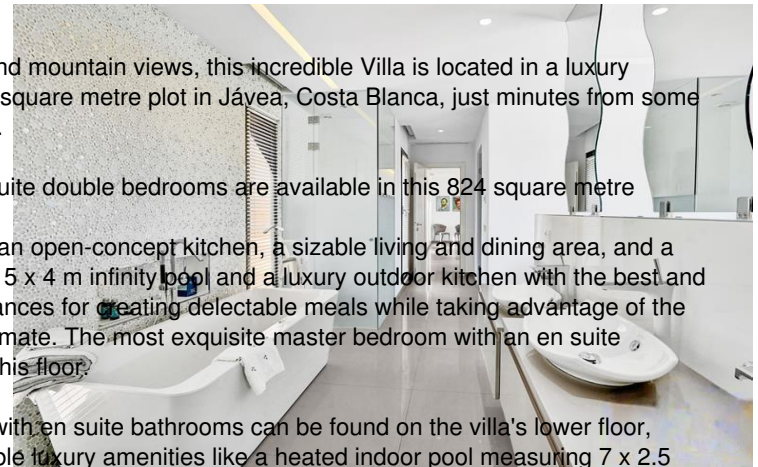 nd mountain views, this incredible Villa is located in a luxury
square metre plot in Jávea, Costa Blanca, just minutes from some
.
uite double bedrooms are available in this 824 square metre
an open-concept kitchen, a sizable living and dining area, and a
5 x 4 m infinity pool and a luxury outdoor kitchen with the best and
ances for creating delectable meals while taking advantage of the
mate. The most exquisite master bedroom with an en suite
his floor.
with en suite bathrooms can be found on the villa's lower floor,
ble luxury amenities like a heated indoor pool measuring 7 x 2.5